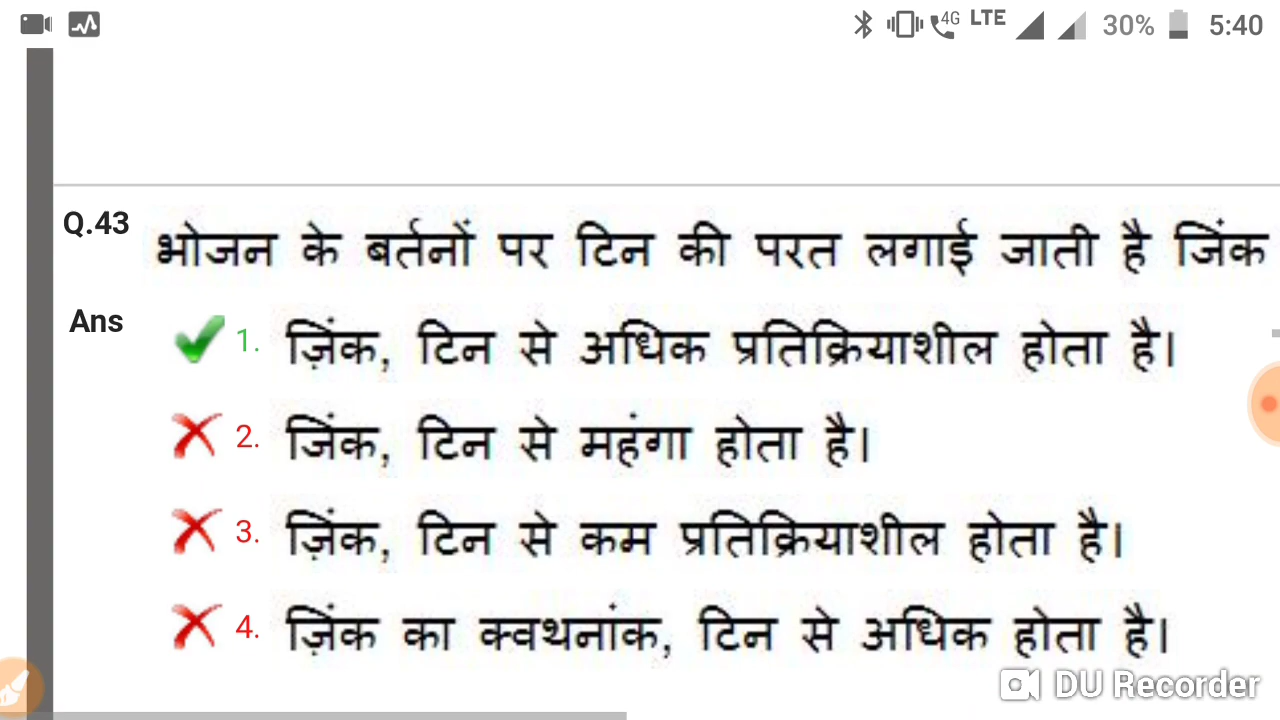 4G LTE 30% 5:40
Q.43 भोजन के बर्तनों पर टिन की परत लगाई जाती है जिंक
Ans 1. ज़िंक, टिन से अधिक प्रतिक्रियाशील होता है।
2. जिंक, टिन से महंगा होता है।
3. ज़िंक, टिन से कम प्रतिक्रियाशील होता है।
4. ज़िंक का क्वथनांक, टिन से अधिक होता है।
DU Recorder